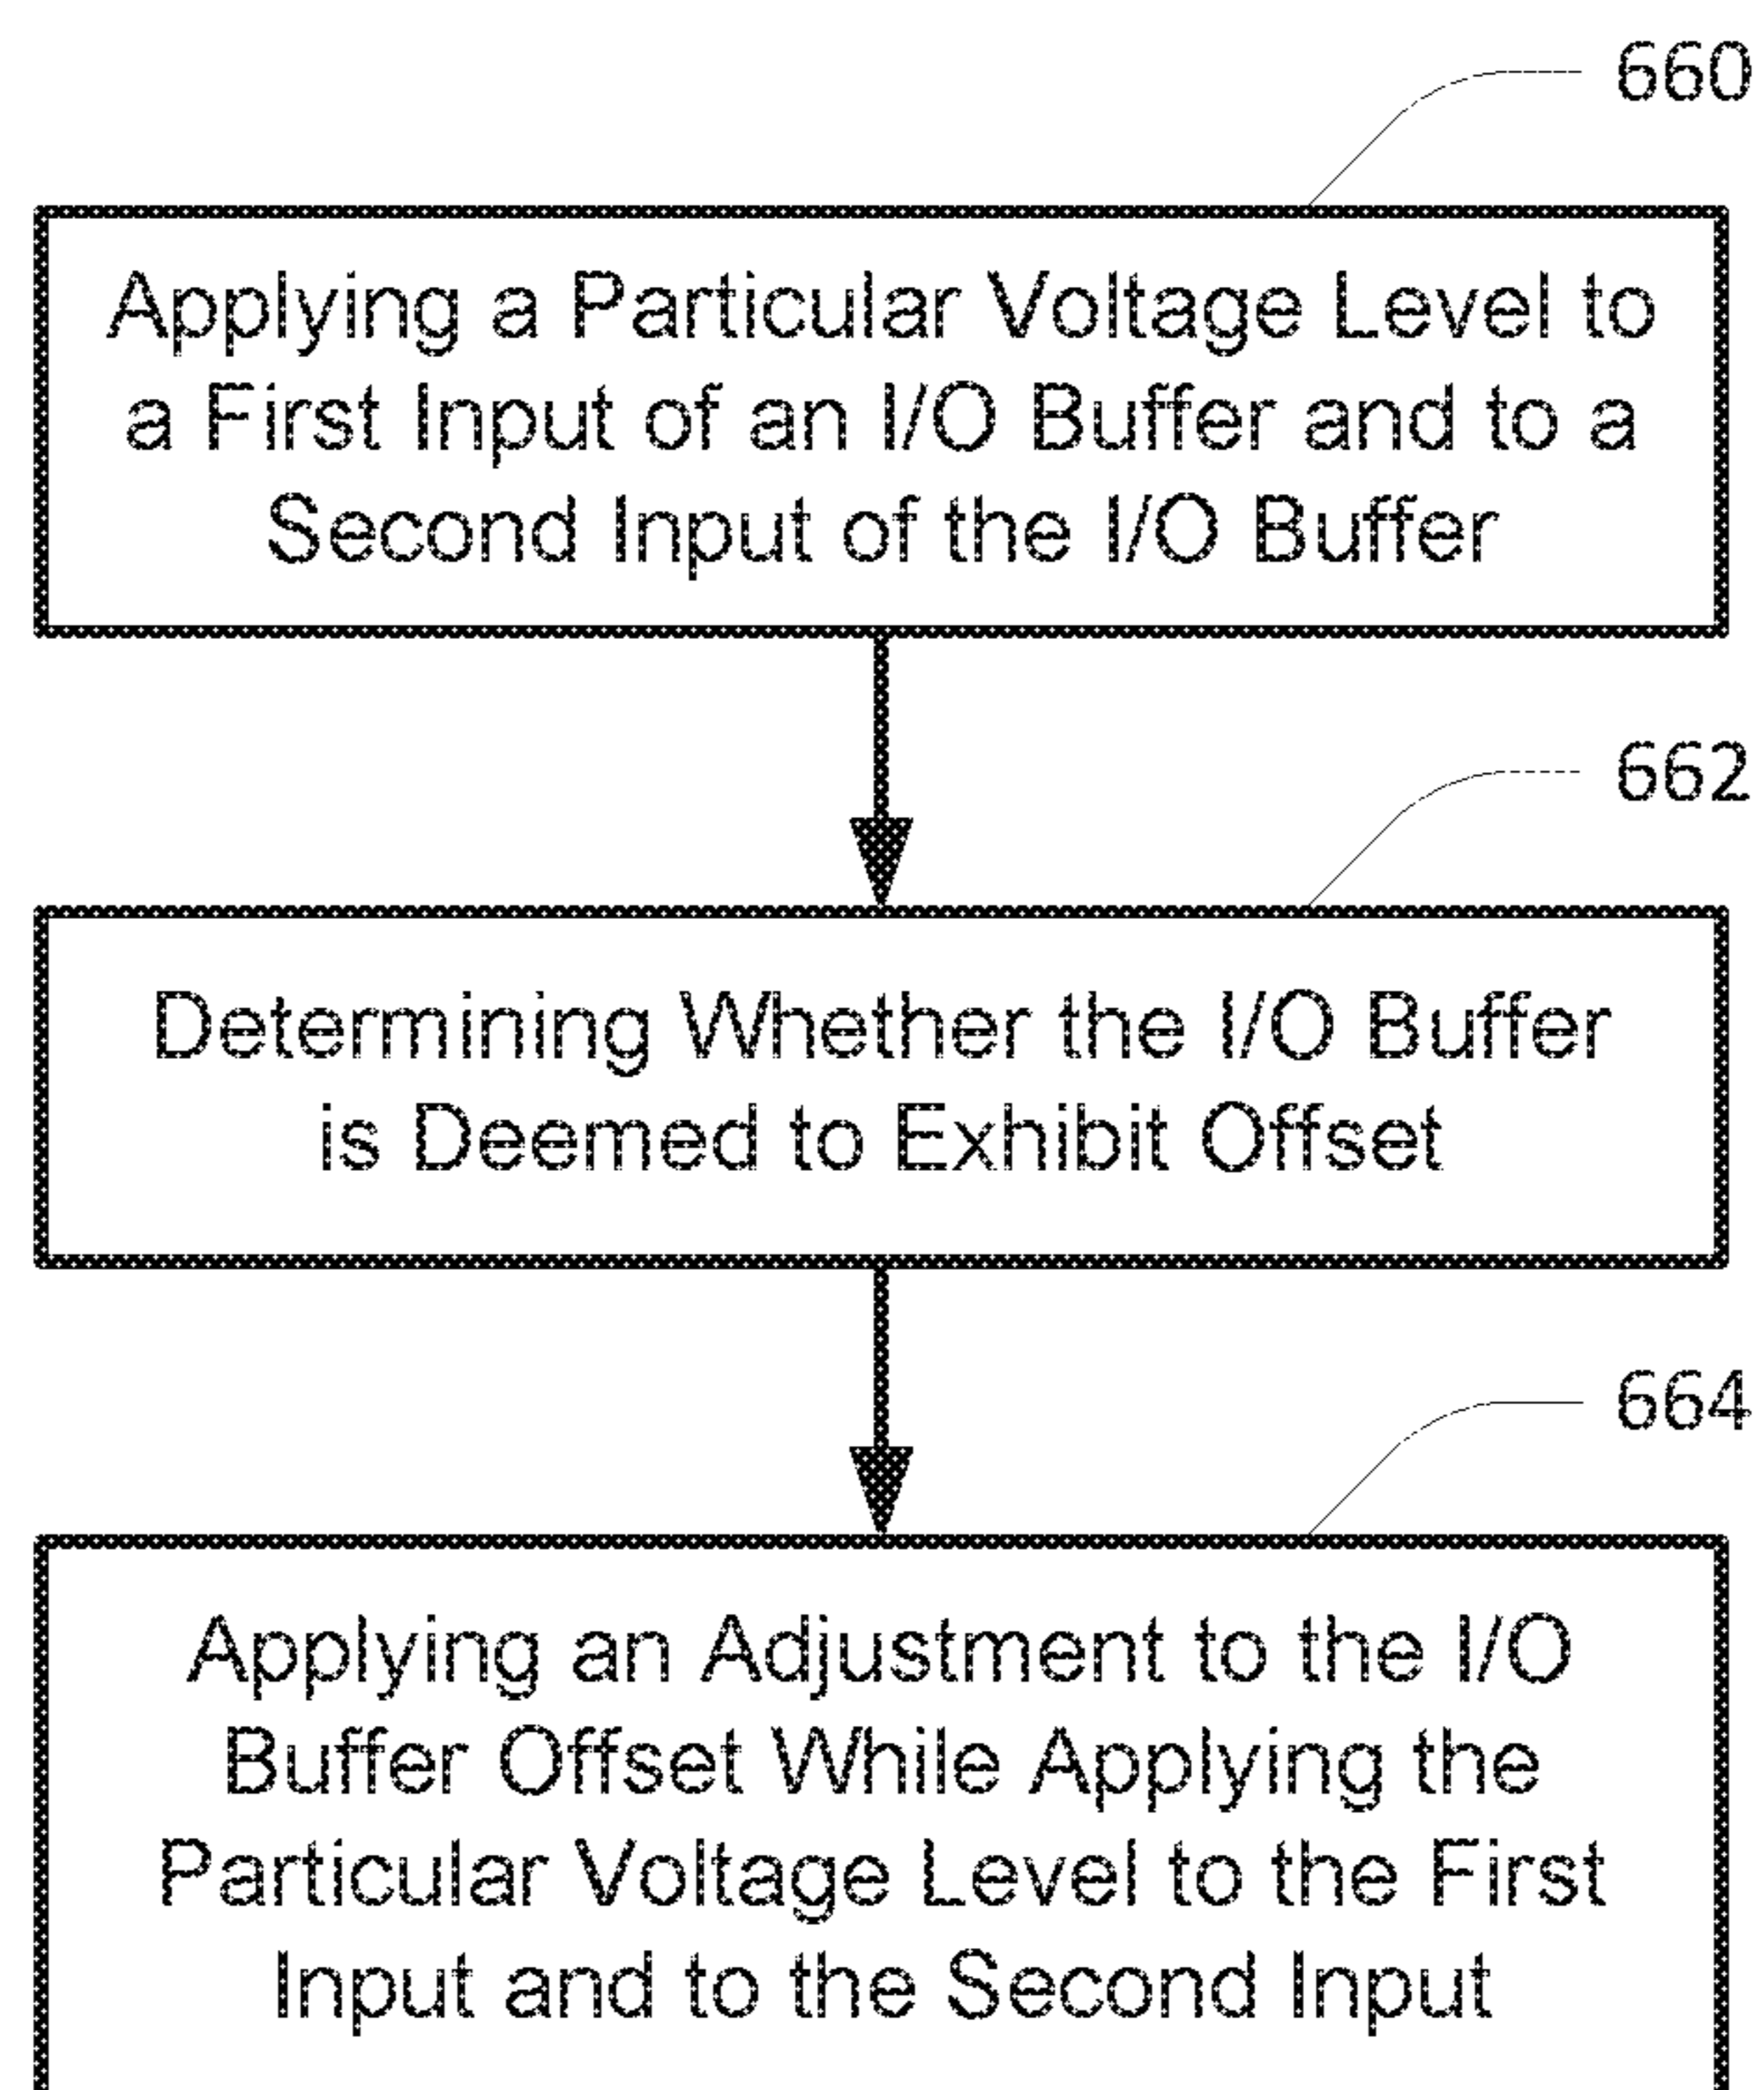 660
Applying a Particular Voltage Level to
a First Input of an I/O Buffer and to a
Second Input of the I/O Buffer
662
Determining Whether the I/O Buffer
is Deemed to Exhibit Offset
664
Applying an Adjustment to the I/O
Buffer Offset While Applying the
Particular Voltage Level to the First
Input and to the Second Input